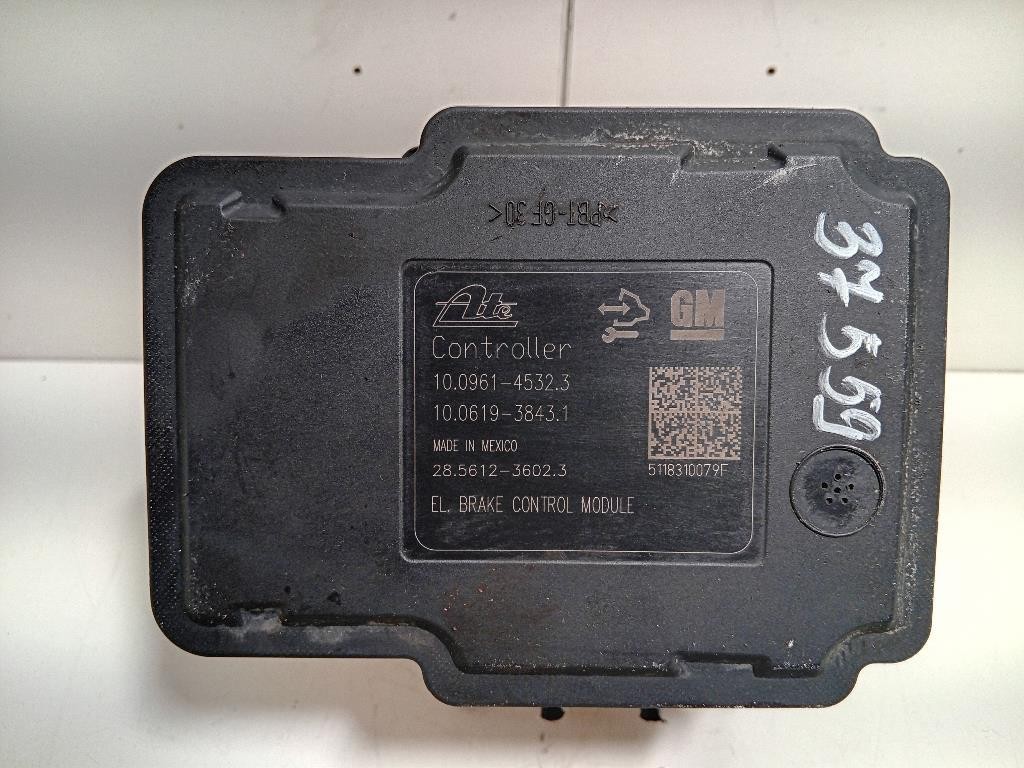 >PBT-GF30<
Ate
GM
Controller
10.0961-4532.3
10.0619-3843.1
MADE IN MEXICO
28.5612-3602.3
5118310079F
EL. BRAKE CONTROL MODULE
37559